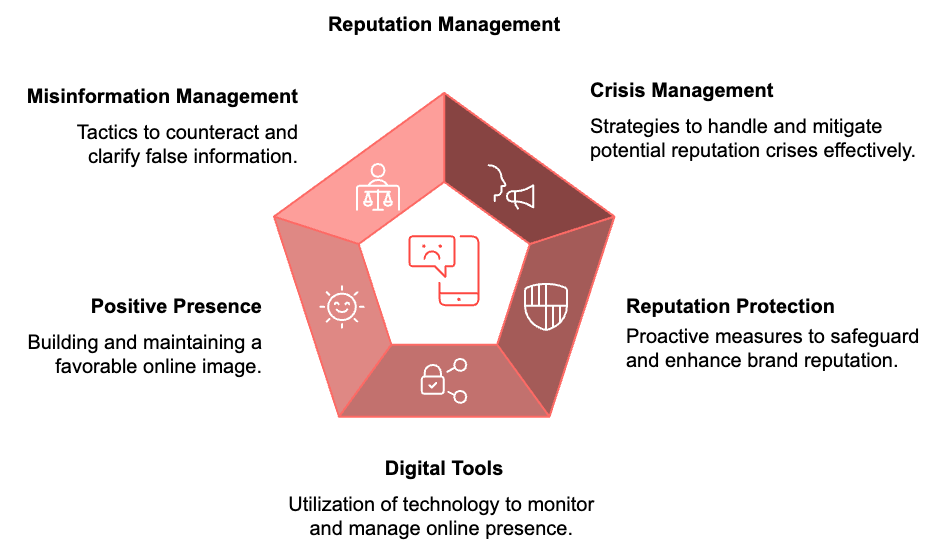 Reputation Management
Misinformation Management
Tactics to counteract and
clarify false information.
Crisis Management
Strategies to handle and mitigate
potential reputation crises effectively.
Positive Presence
Building and maintaining a
favorable online image.
Reputation Protection
Proactive measures to safeguard
and enhance brand reputation.
Digital Tools
Utilization of technology to monitor
and manage online presence.